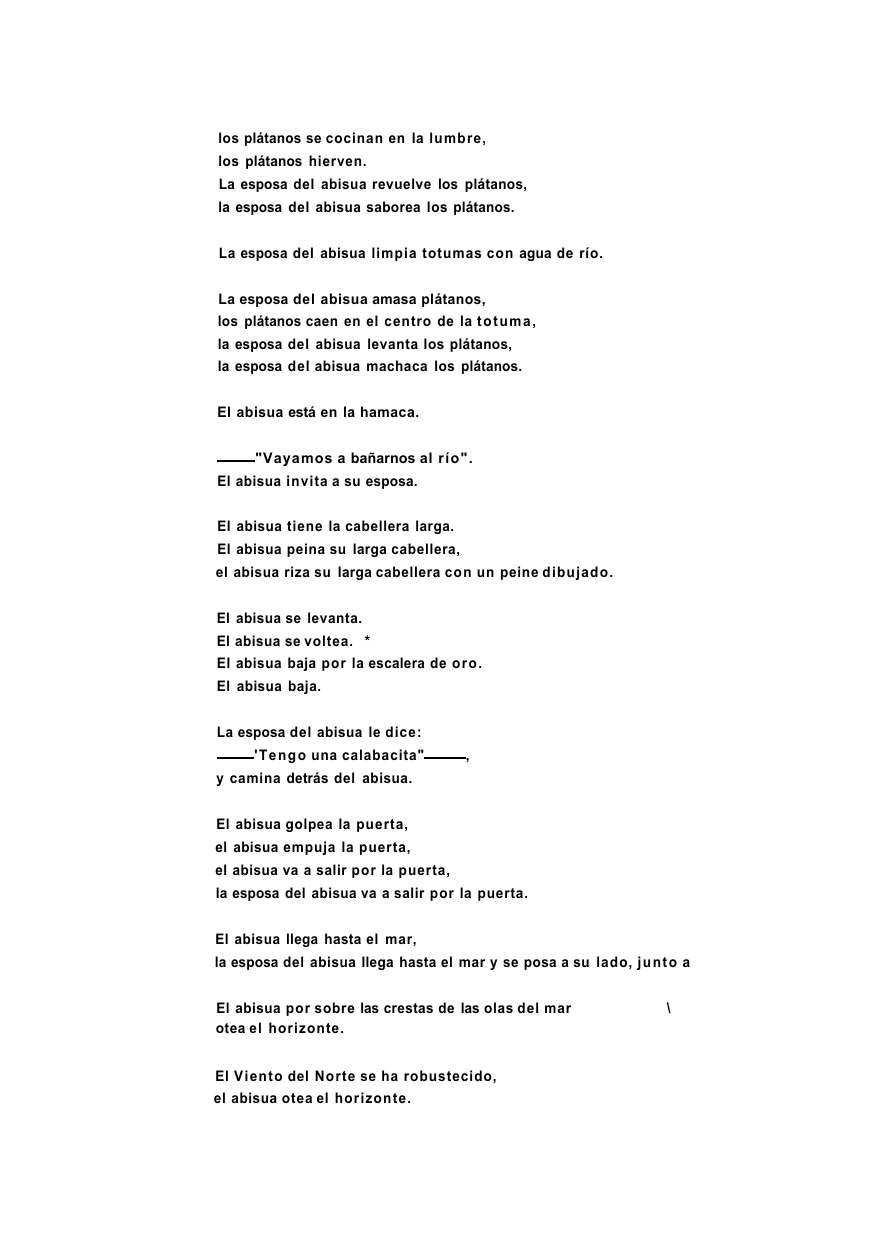 los plátanos se cocinan en la lumbre,
los plátanos hierven.
La esposa del abisua revuelve los plátanos,
la esposa del abisua saborea los plátanos.
La esposa del abisua limpia totumas con agua de río.
La esposa del abisua amasa plátanos,
los plátanos caen en el centro de la totuma,
la esposa del abisua levanta los plátanos,
la esposa del abisua machaca los plátanos.
El abisua está en la hamaca.
____"Vayamos a bañarnos al río".
El abisua invita a su esposa.
El abisua tiene la cabellera larga.
El abisua peina su larga cabellera,
el abisua riza su larga cabellera con un peine dibujado.
El abisua se levanta.
El abisua se voltea. *
El abisua baja por la escalera de oro.
El abisua baja.
La esposa del abisua le dice:
____'Tengo una calabacita"____,
y camina detrás del abisua.
El abisua golpea la puerta,
el abisua empuja la puerta,
el abisua va a salir por la puerta,
la esposa del abisua va a salir por la puerta.
El abisua llega hasta el mar,
la esposa del abisua llega hasta el mar y se posa a su lado, junto a
El abisua por sobre las crestas de las olas del mar \
otea el horizonte.
El Viento del Norte se ha robustecido,
el abisua otea el horizonte.